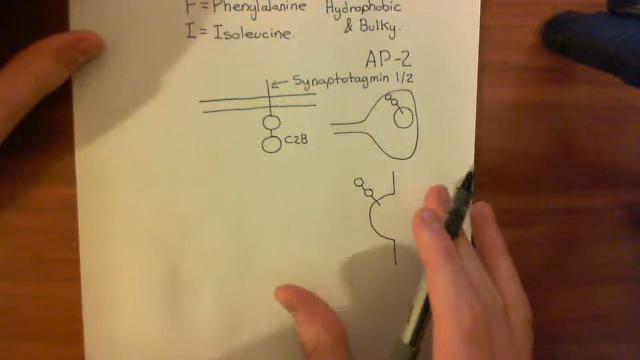 F = Phenylalanine Hydrophobic
I = Isoleucine. & Bulky.
AP-2
Synaptotagmin 1/2
C2B